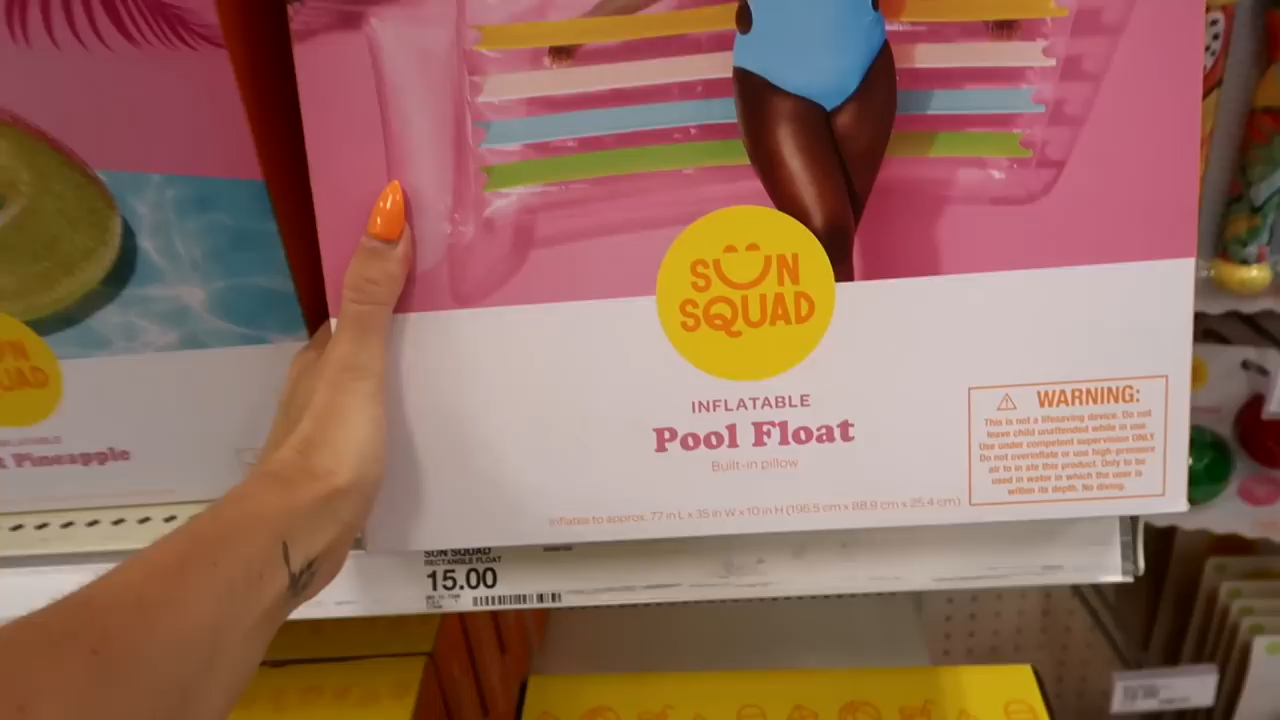 SUN
SQUAD
INFLATABLE
Pool Float
Built-in pillow
Inflates to approx. 77 in L x 35 in W x 10 in H (195.5 cm x 88.9 cm x 25.4 cm)
WARNING:
This is not a lifesaving device. Do not
leave child unattended while in use.
Use under competent supervision ONLY.
Do not overinflate or use high-pressure
air to in ate this product. Only to be
used in water in which the user is
within its depth. No diving.
Pineapple
SUN SQUAD
RECTANGLE FLOAT
15.00